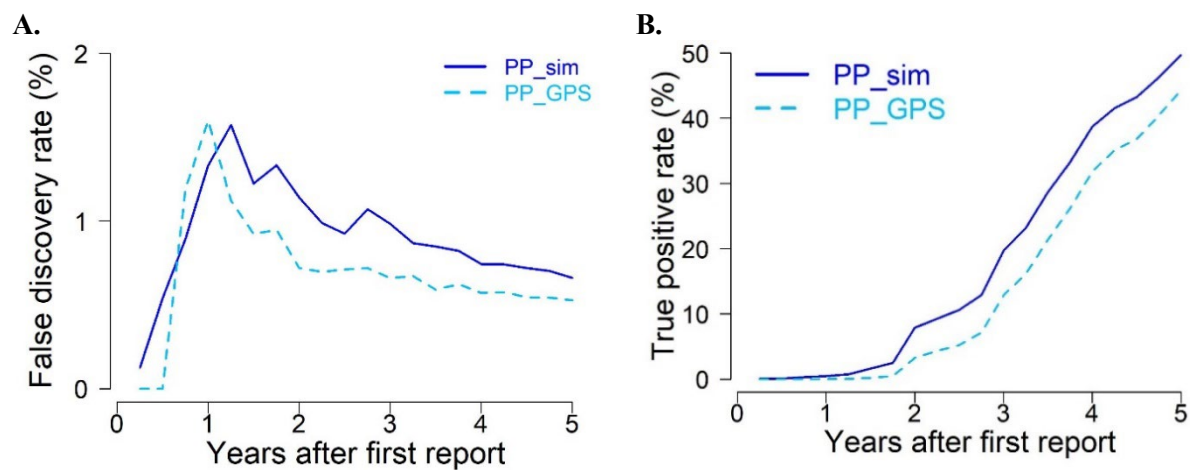 A.
False discovery rate (%)
2
1
0
PP_sim
PP_GPS
0 1 2 3 4 5
Years after first report
B.
True positive rate (%)
50
40
30
20
10
0
PP_sim
PP_GPS
0 1 2 3 4 5
Years after first report